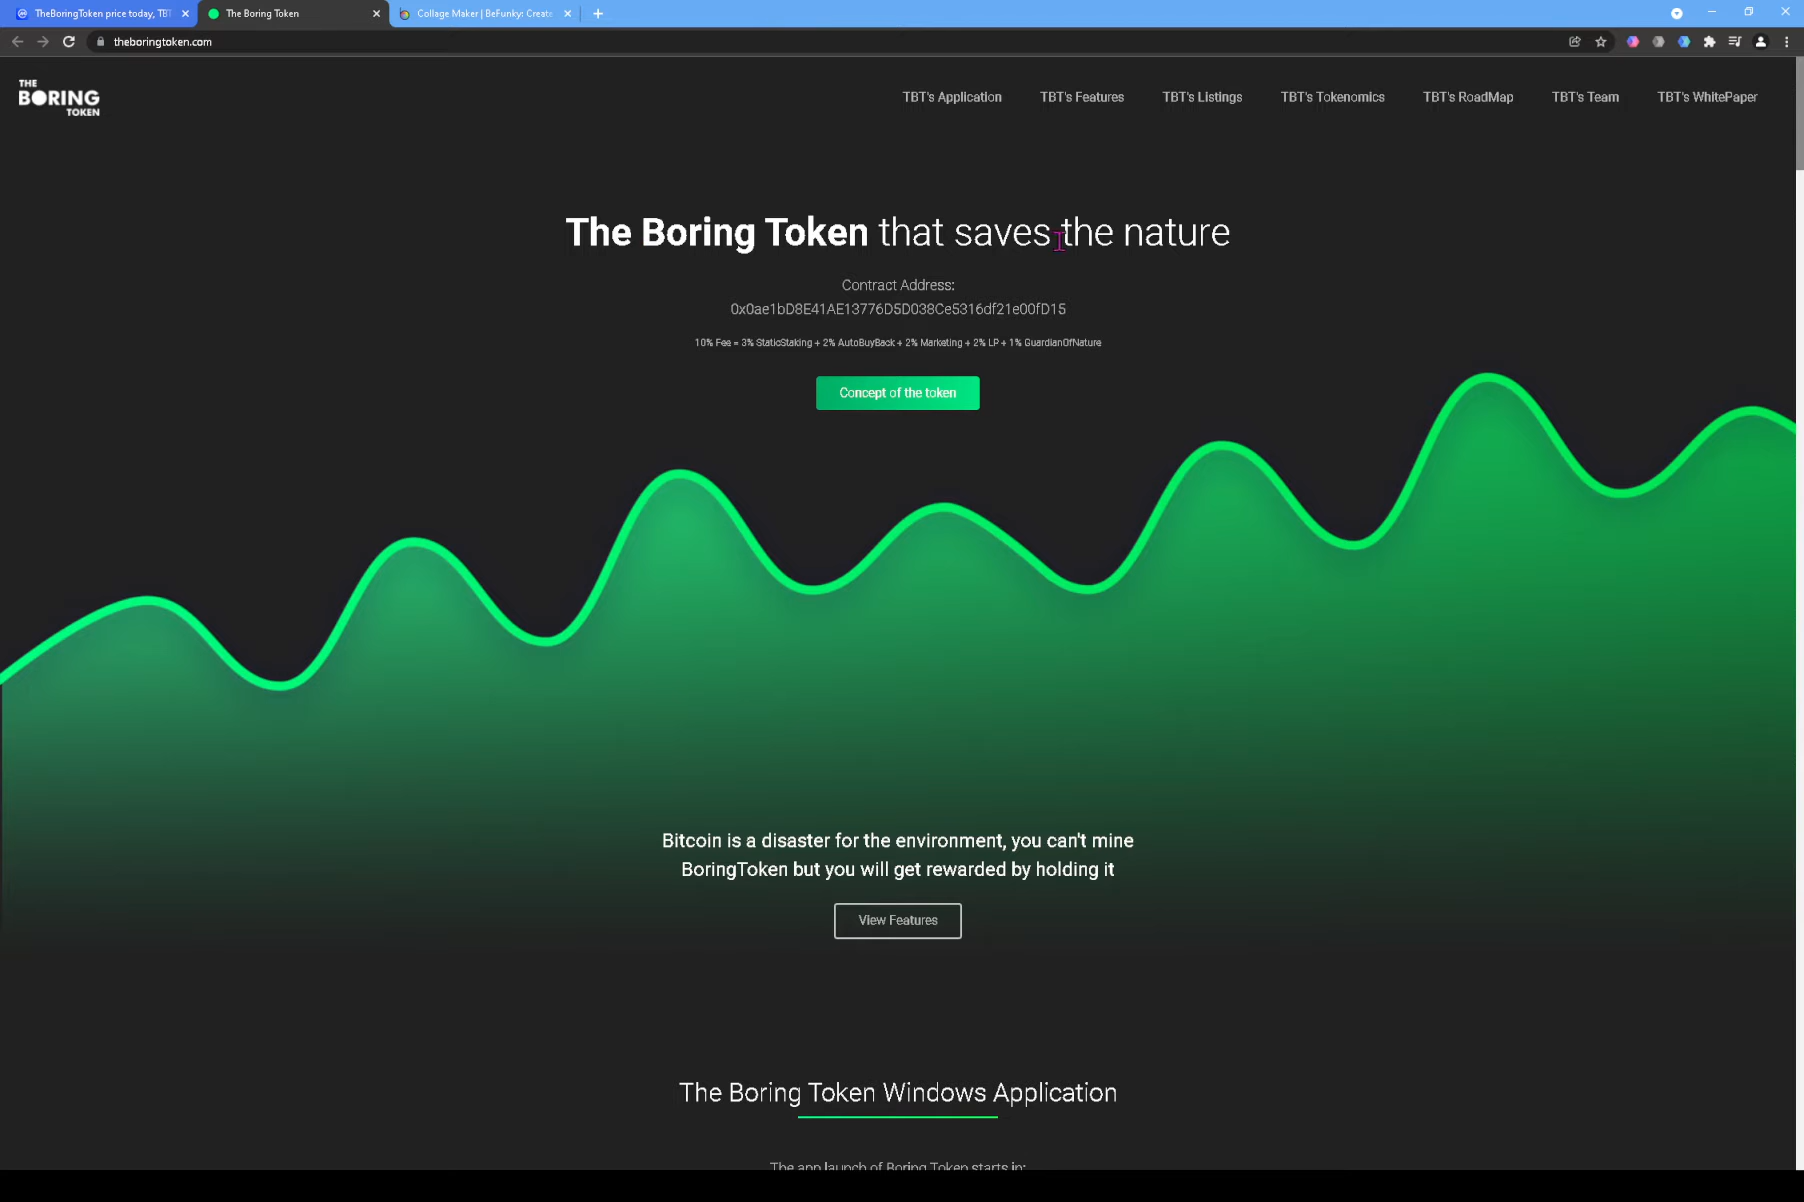 TheBoringToken price today, TBT
The Boring Token
Collage Maker | BeFunky: Create
theboringtoken.com
THE
BORING
TOKEN
TBT's Application
TBT's Features
TBT's Listings
TBT's Tokenomics
TBT's RoadMap
TBT's Team
TBT's WhitePaper
The Boring Token that saves the nature
Contract Address:
0x0ae1bD8E41AE13776D5D038Ce5316df21e00fD15
10% Fee = 3% StaticStaking + 2% AutoBuyBack + 2% Marketing + 2% LP + 1% GuardianOfNature
Concept of the token
Bitcoin is a disaster for the environment, you can't mine
BoringToken but you will get rewarded by holding it
View Features
The Boring Token Windows Application
The app launch of Boring Token starts in: